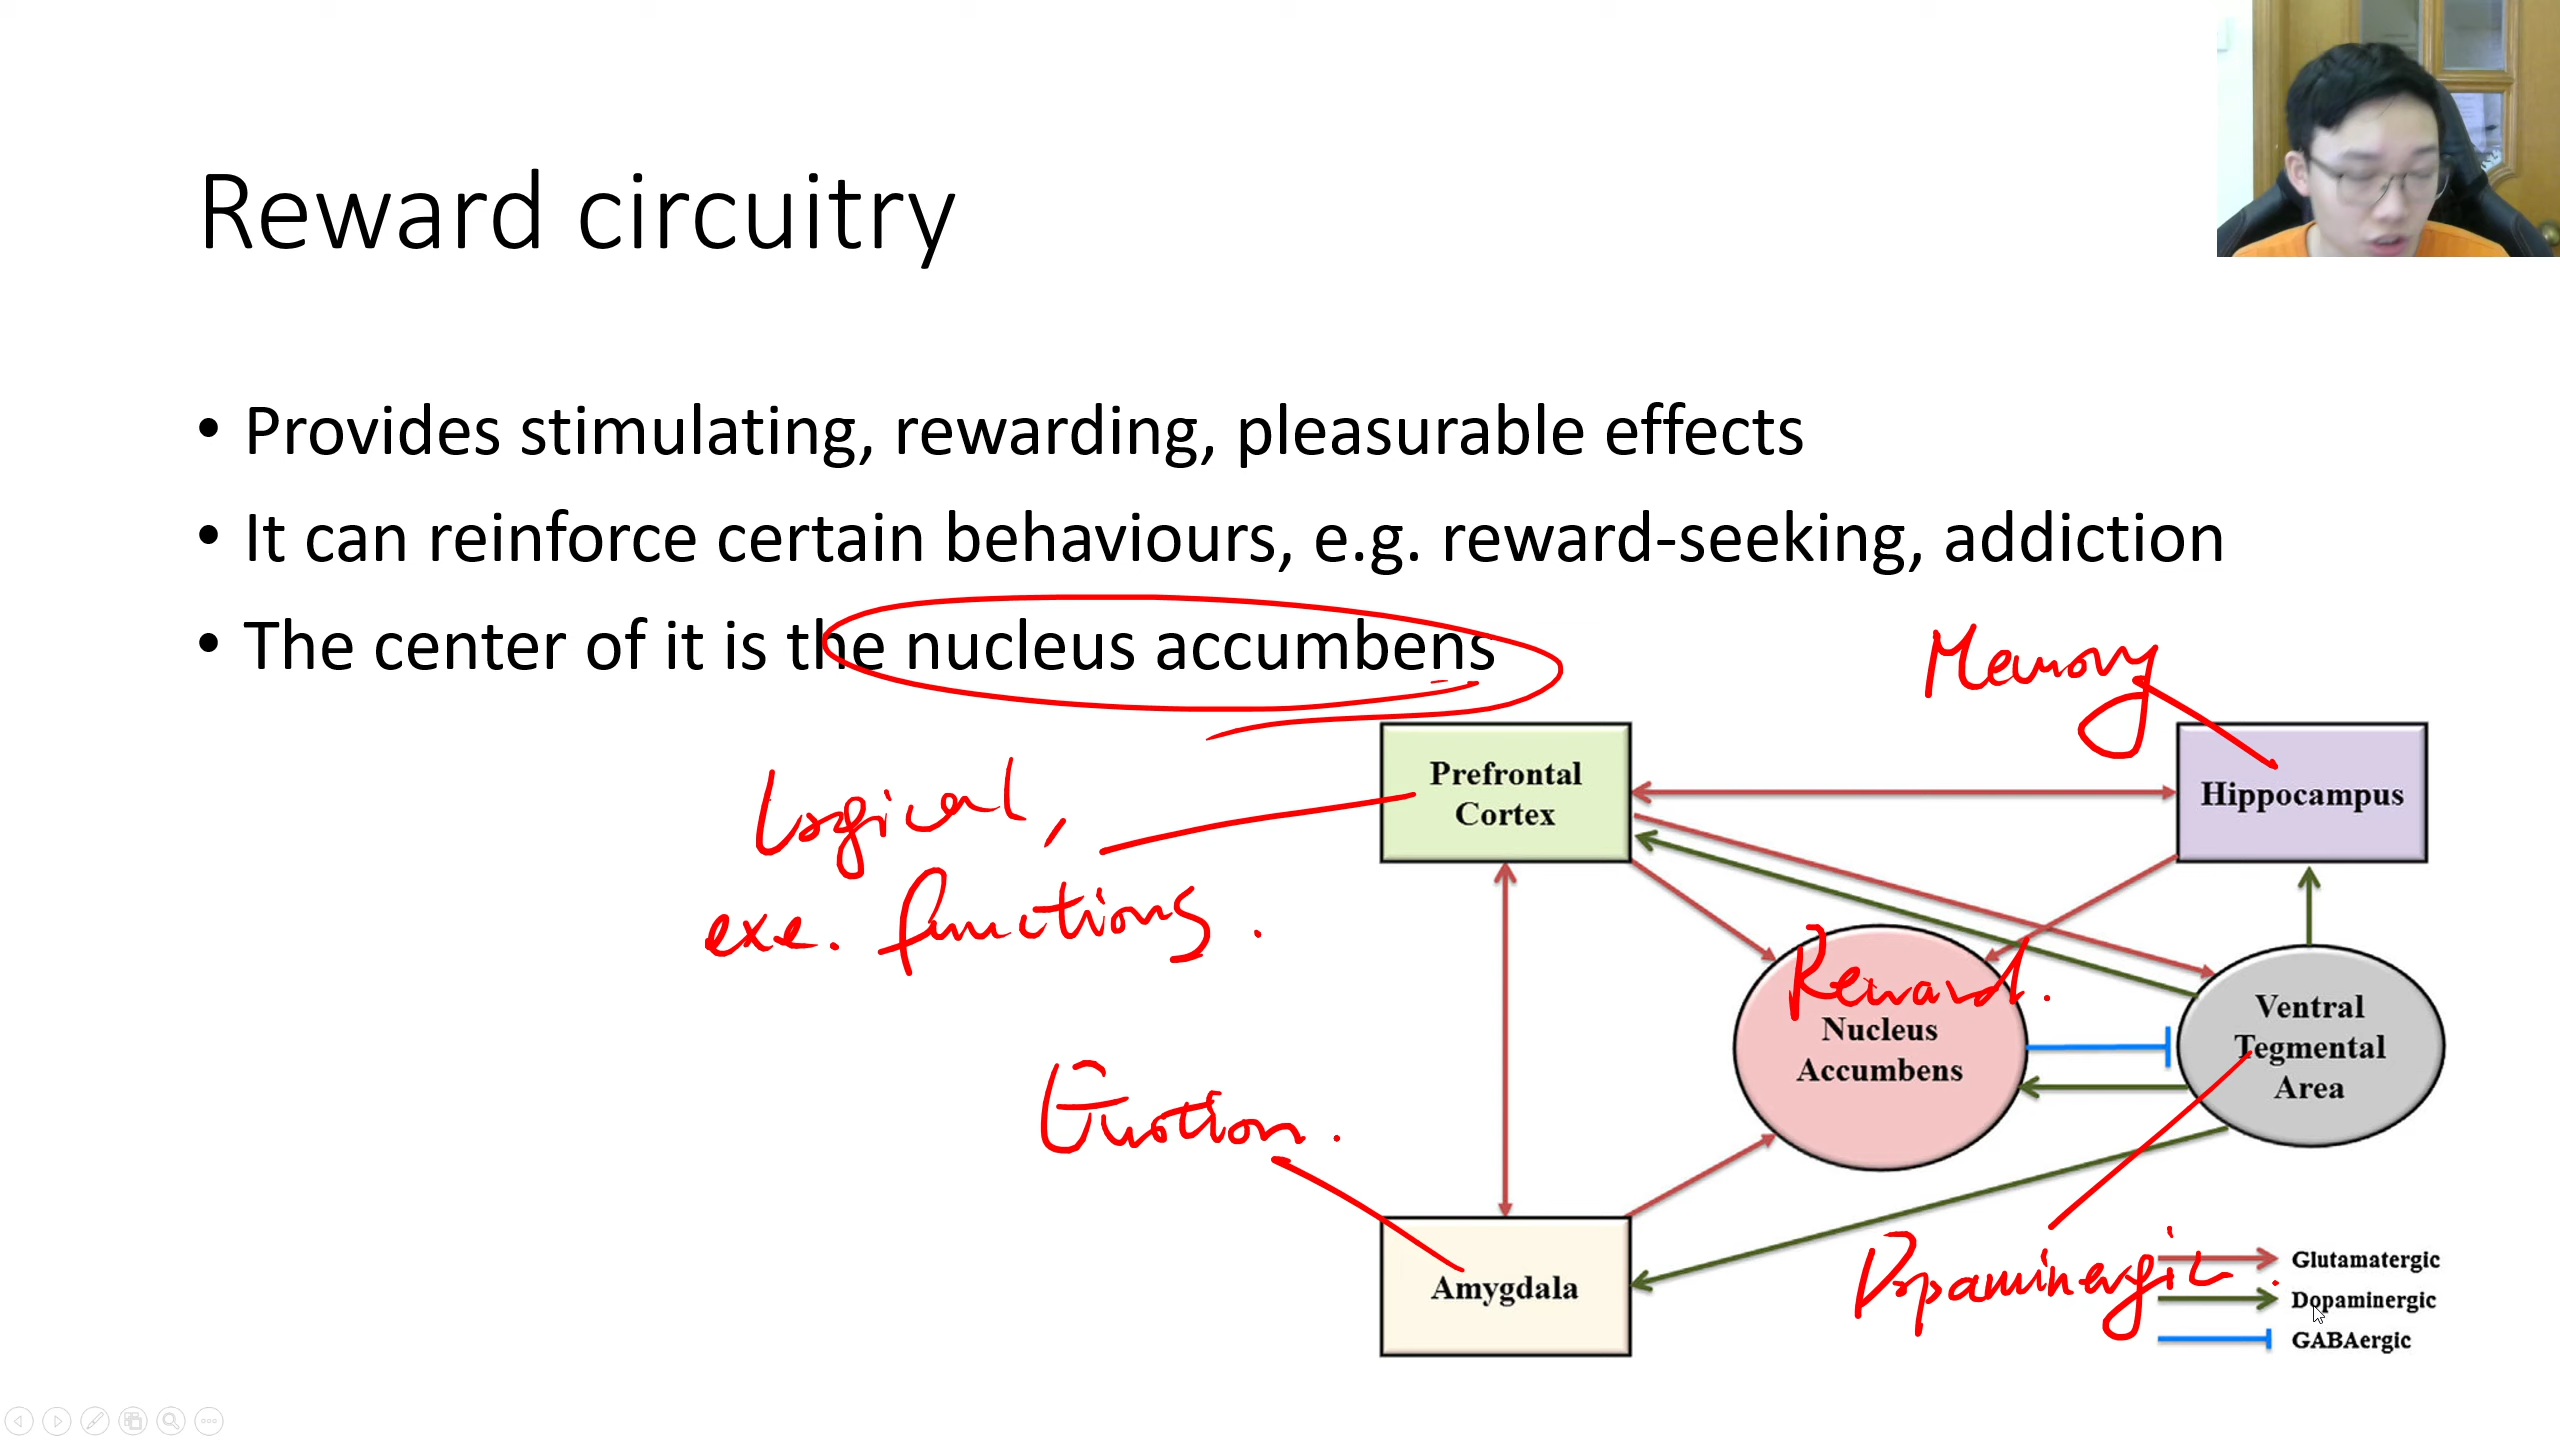 Reward circuitry
• Provides stimulating, rewarding, pleasurable effects
• It can reinforce certain behaviours, e.g. reward-seeking, addiction
• The center of it is the nucleus accumbens
Memory
Prefrontal
Cortex
Hippocampus
Logical,
exe. functions.
Reward.
Nucleus
Accumbens
Ventral
Tegmental
Area
Emotion.
Amygdala
Dopaminergic.
Glutamatergic
Dopaminergic
GABAergic